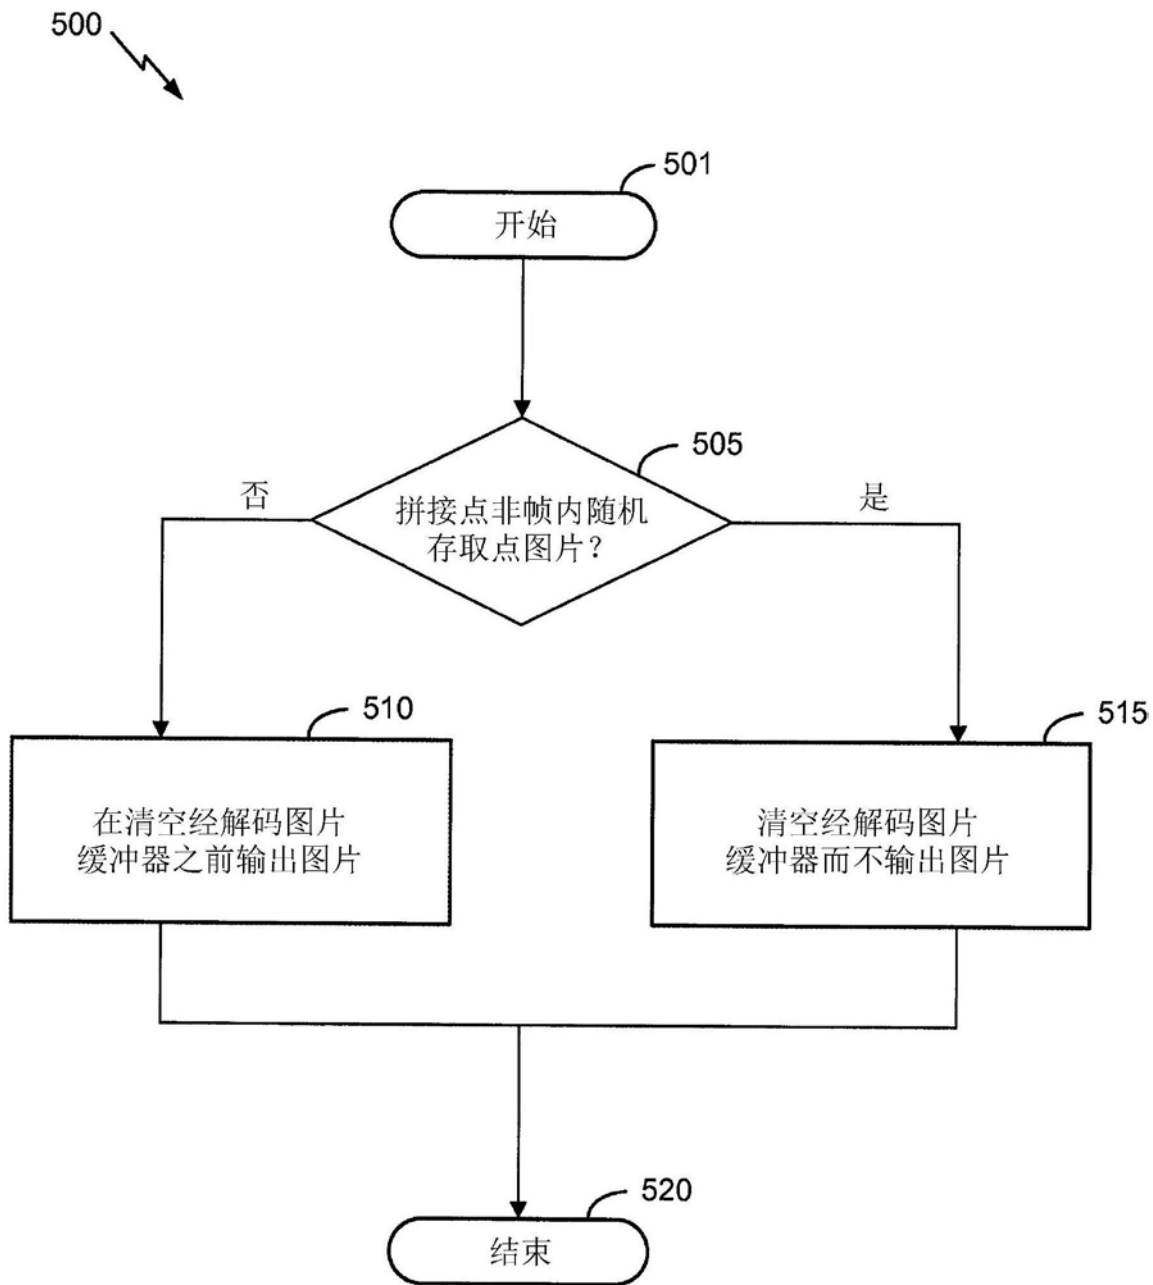 500
501
开始
505
否
是
拼接点非帧内随机
存取点图片？
510
515
在清空经解码图片
缓冲器之前输出图片
清空经解码图片
缓冲器而不输出图片
520
结束